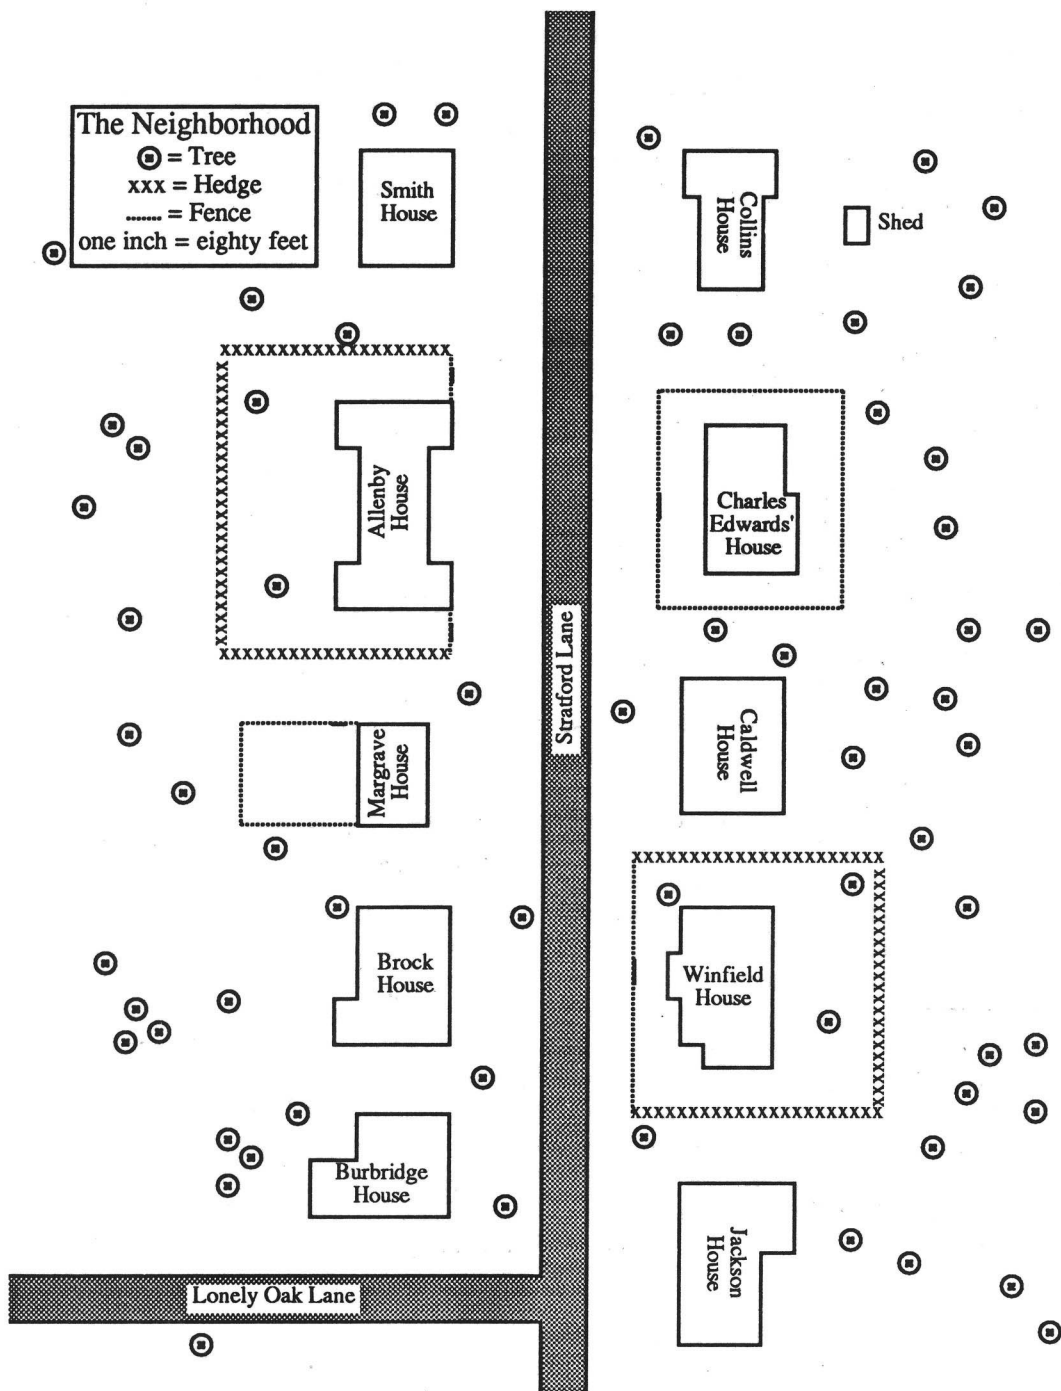 The Neighborhood
= Tree
xxx = Hedge
........ = Fence
one inch = eighty feet
Smith
House
Collins
House
Shed
Allenby
House
Charles
Edwards'
House
Stratford Lane
Margrave
House
Caldwell
House
Brock
House
Winfield
House
Burbridge
House
Jackson
House
Lonely Oak Lane